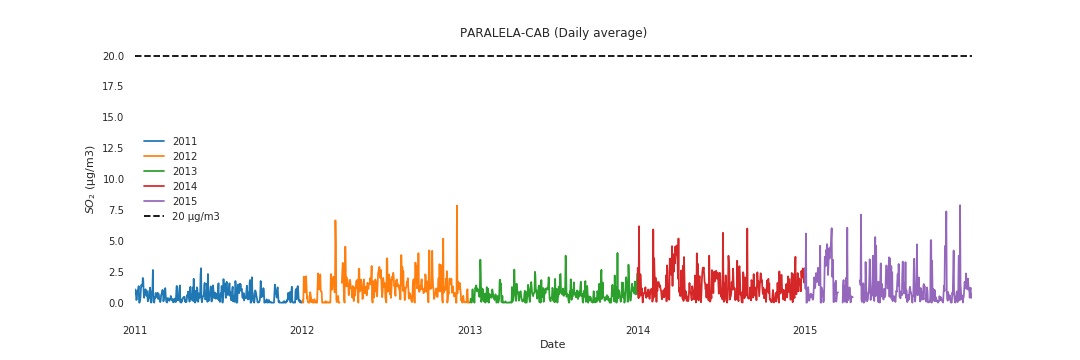 PARALELA-CAB (Daily average)
20.0
17.5
15.0
12.5
10.0
7.5
5.0
2.5
0.0
SO2 (µg/m3)
2011
2012
2013
2014
2015
20 µg/m3
2011 2012 2013 2014 2015
Date